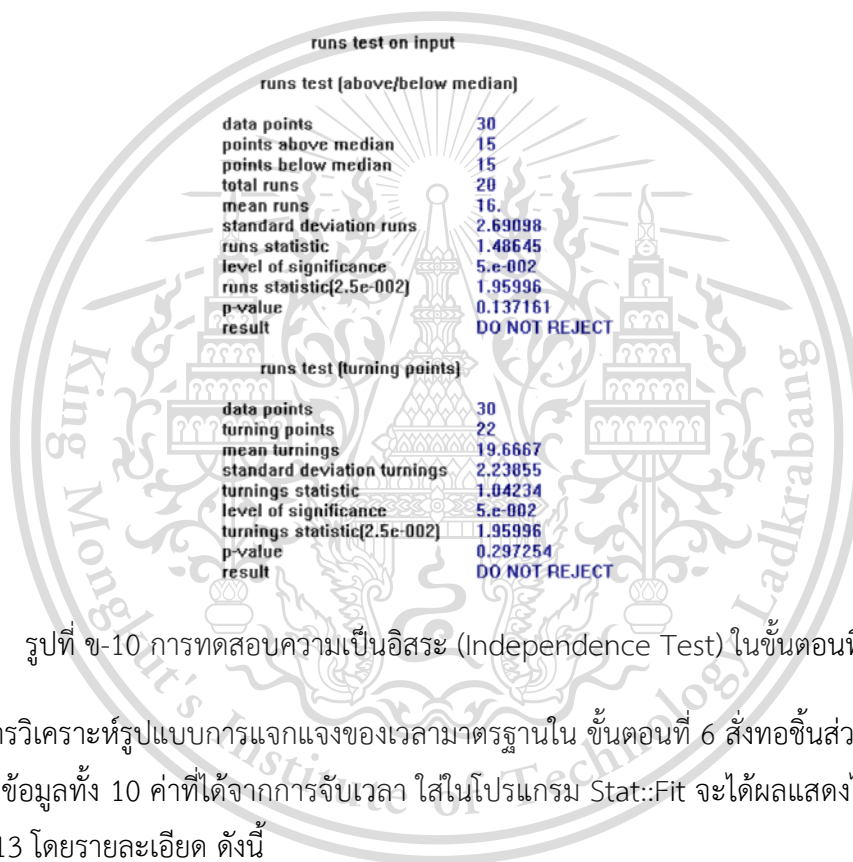 runs test on input
runs test (above/below median)
data points 30
points above median 15
points below median 15
total runs 20
mean runs 16.
standard deviation runs 2.69098
runs statistic 1.48645
level of significance 5.e-002
runs statistic(2.5e-002) 1.95996
p-value 0.137161
result DO NOT REJECT
runs test (turning points)
data points 30
turning points 22
mean turnings 19.6667
standard deviation turnings 2.23855
turnings statistic 1.04234
level of significance 5.e-002
turnings statistic(2.5e-002) 1.95996
p-value 0.297254
result DO NOT REJECT
King Mongkut's Institute of Technology Ladkrabang
รูปที่ ข-10 การทดสอบความเป็นอิสระ (Independence Test) ในขั้นตอนที่
ารวิเคราะห์รูปแบบการแจกแจงของเวลามาตรฐานใน ขั้นตอนที่ 6 สั่งทอชิ้นส่ว
ข้อมูลทั้ง 10 ค่าที่ได้จากการจับเวลา ใส่ในโปรแกรม Stat::Fit จะได้ผลแสดง
13 โดยรายละเอียด ดังนี้